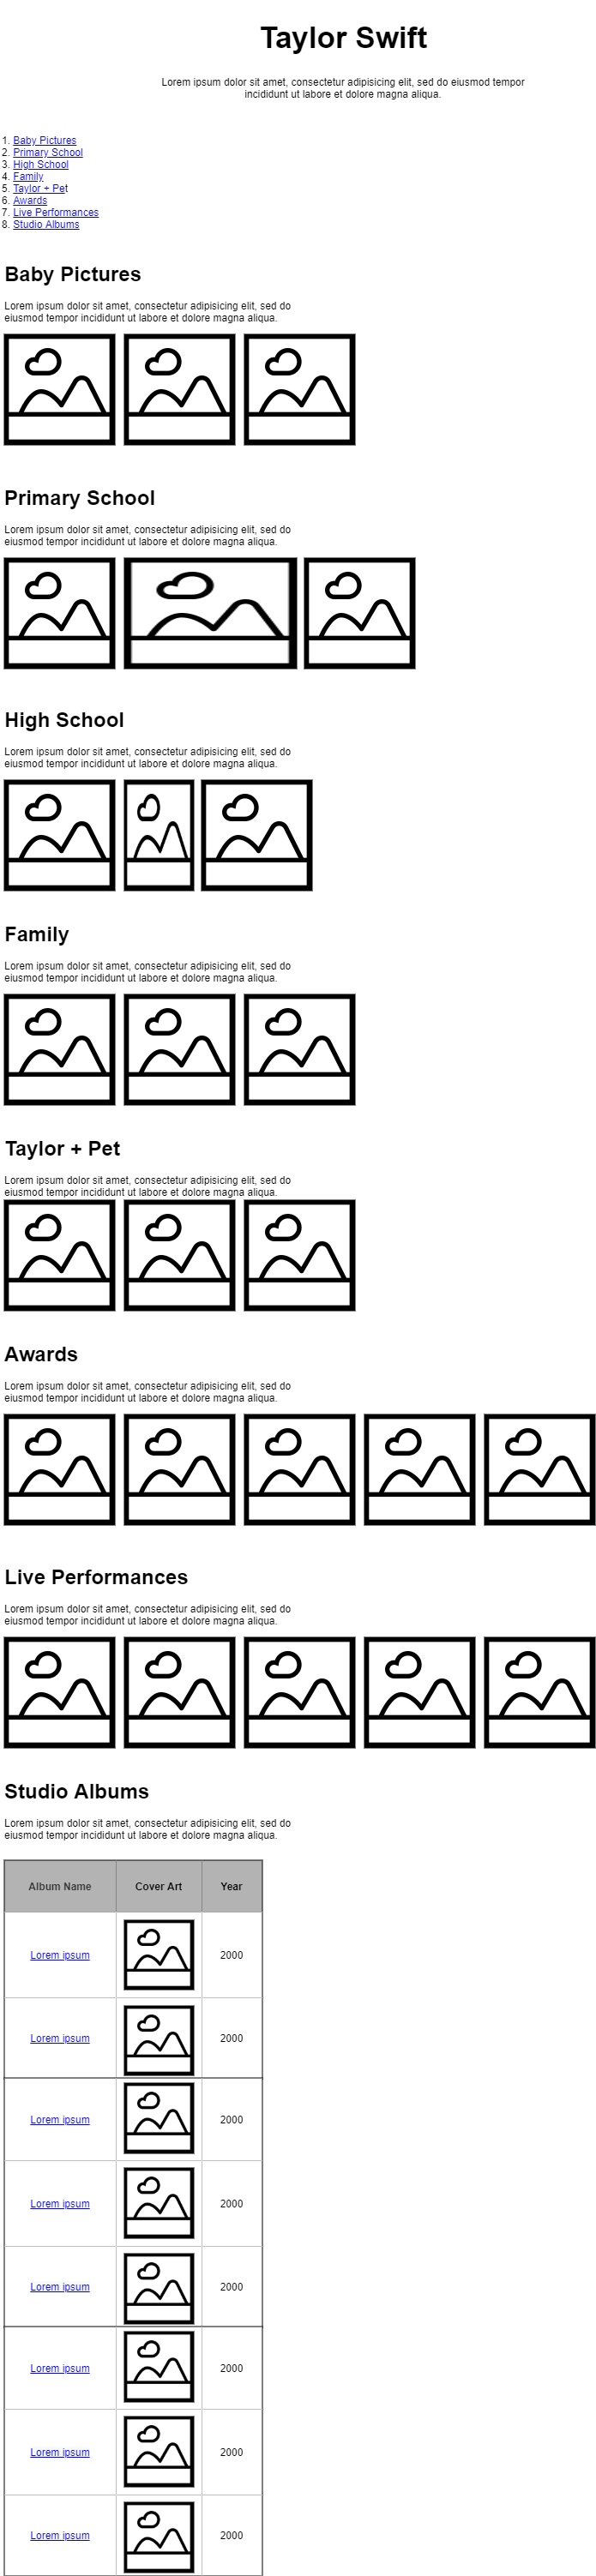 Taylor Swift
Lorem ipsum dolor sit amet, consectetur adipisicing elit, sed do eiusmod tempor
incididunt ut labore et dolore magna aliqua.
1. Baby Pictures
2. Primary School
3. High School
4. Family
5. Taylor + Pet
6. Awards
7. Live Performances
8. Studio Albums
Baby Pictures
Lorem ipsum dolor sit amet, consectetur adipisicing elit, sed do
eiusmod tempor incididunt ut labore et dolore magna aliqua.
Primary School
Lorem ipsum dolor sit amet, consectetur adipisicing elit, sed do
eiusmod tempor incididunt ut labore et dolore magna aliqua.
High School
Lorem ipsum dolor sit amet, consectetur adipisicing elit, sed do
eiusmod tempor incididunt ut labore et dolore magna aliqua.
Family
Lorem ipsum dolor sit amet, consectetur adipisicing elit, sed do
eiusmod tempor incididunt ut labore et dolore magna aliqua.
Taylor + Pet
Lorem ipsum dolor sit amet, consectetur adipisicing elit, sed do
eiusmod tempor incididunt ut labore et dolore magna aliqua.
Awards
Lorem ipsum dolor sit amet, consectetur adipisicing elit, sed do
eiusmod tempor incididunt ut labore et dolore magna aliqua.
Live Performances
Lorem ipsum dolor sit amet, consectetur adipisicing elit, sed do
eiusmod tempor incididunt ut labore et dolore magna aliqua.
Studio Albums
Lorem ipsum dolor sit amet, consectetur adipisicing elit, sed do
eiusmod tempor incididunt ut labore et dolore magna aliqua.
Album Name Cover Art Year
Lorem ipsum 2000
Lorem ipsum 2000
Lorem ipsum 2000
Lorem ipsum 2000
Lorem ipsum 2000
Lorem ipsum 2000
Lorem ipsum 2000
Lorem ipsum 2000